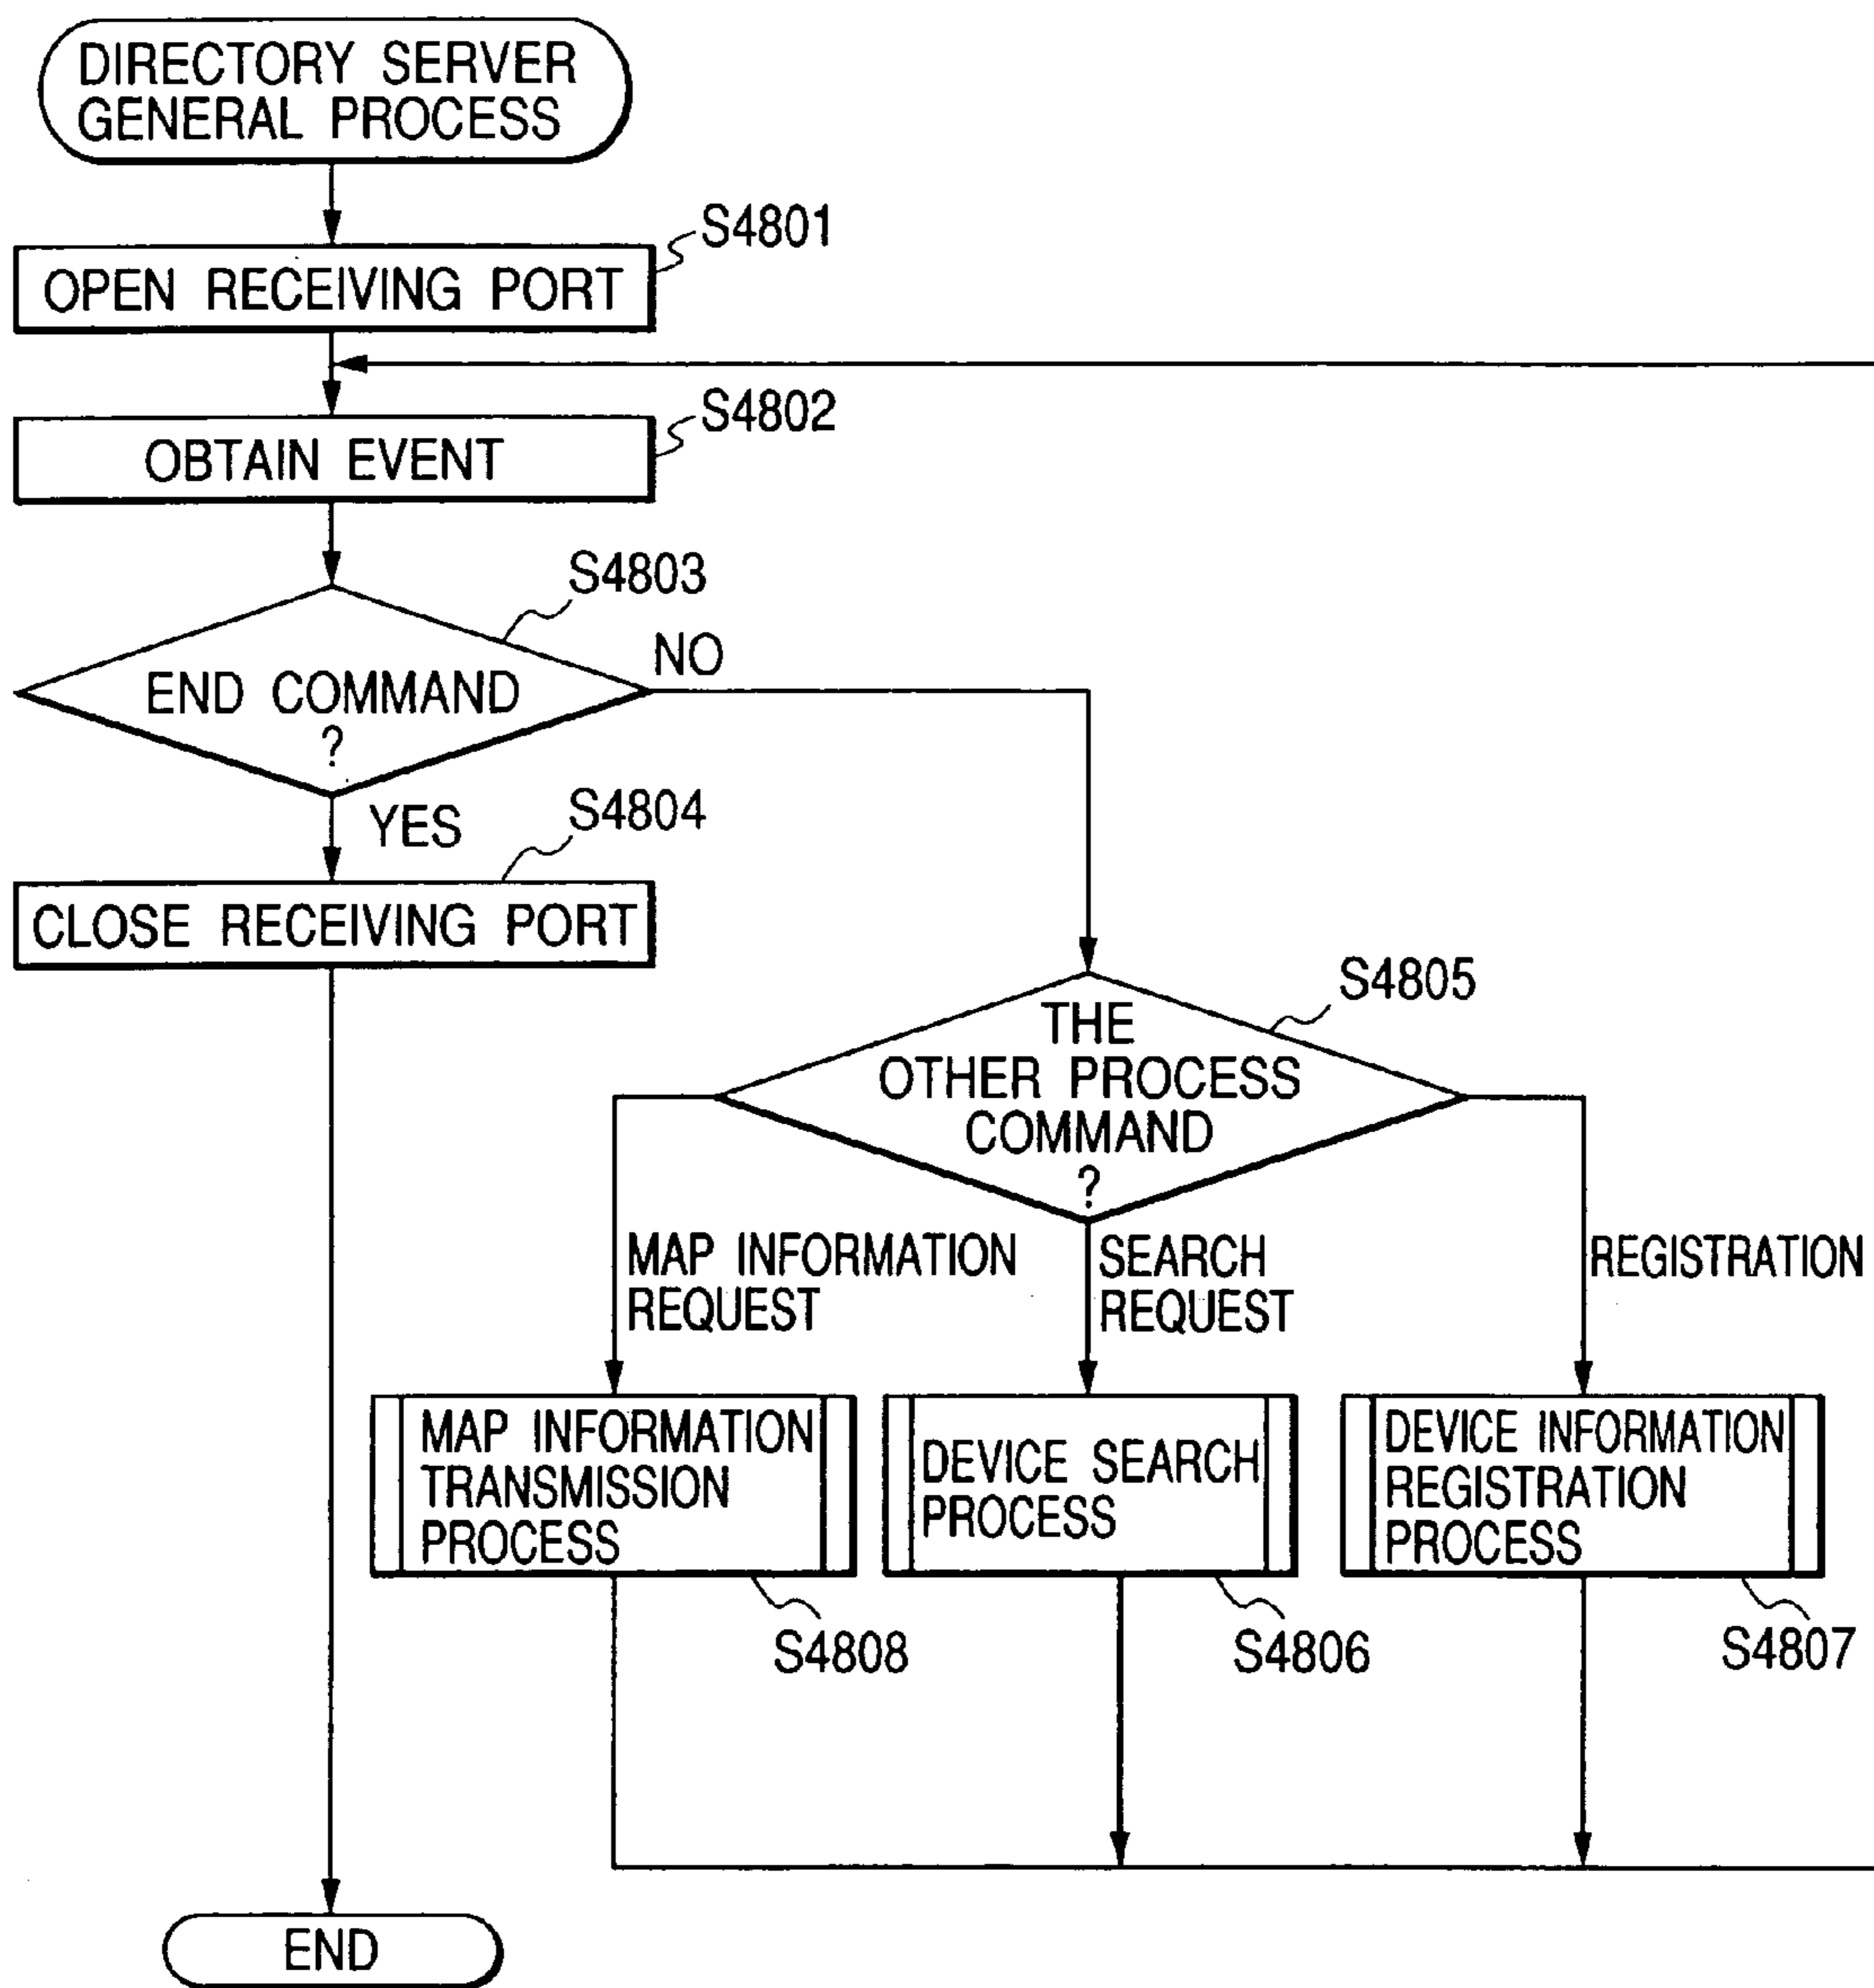 DIRECTORY SERVER
GENERAL PROCESS
S4801
OPEN RECEIVING PORT
S4802
OBTAIN EVENT
S4803
NO
END COMMAND
?
YES
S4804
CLOSE RECEIVING PORT
S4805
THE
OTHER PROCESS
COMMAND
?
MAP INFORMATION
REQUEST
SEARCH
REQUEST
REGISTRATION
MAP INFORMATION
TRANSMISSION
PROCESS
DEVICE SEARCH
PROCESS
DEVICE INFORMATION
REGISTRATION
PROCESS
S4808
S4806
S4807
END